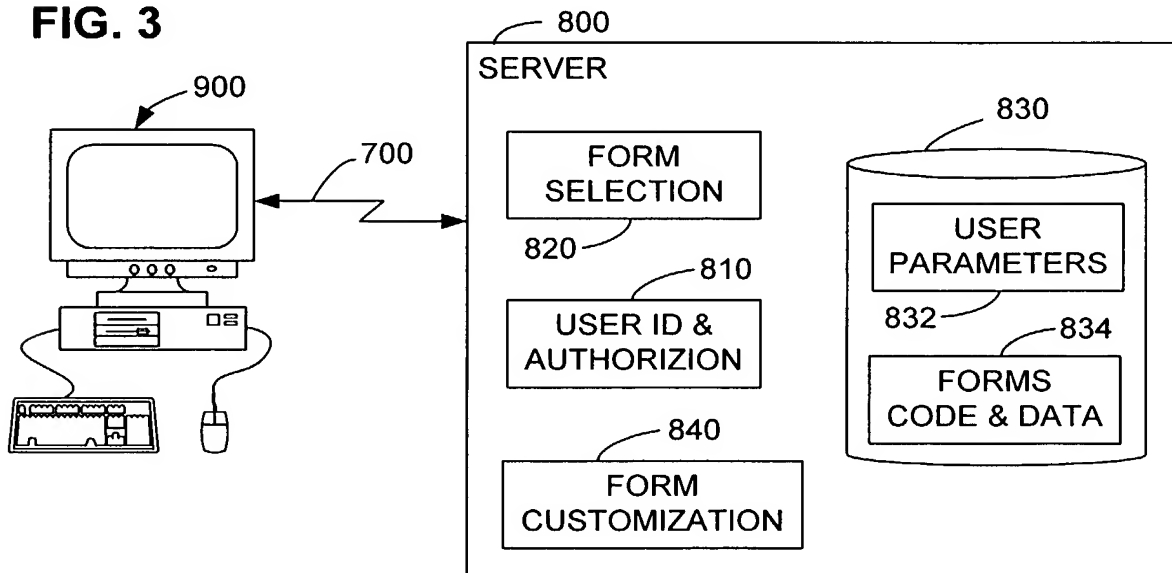 FIG. 3
800
SERVER
900
700
FORM
SELECTION
820
810
USER ID &
AUTHORIZION
840
FORM
CUSTOMIZATION
830
USER
PARAMETERS
832
834
FORMS
CODE & DATA